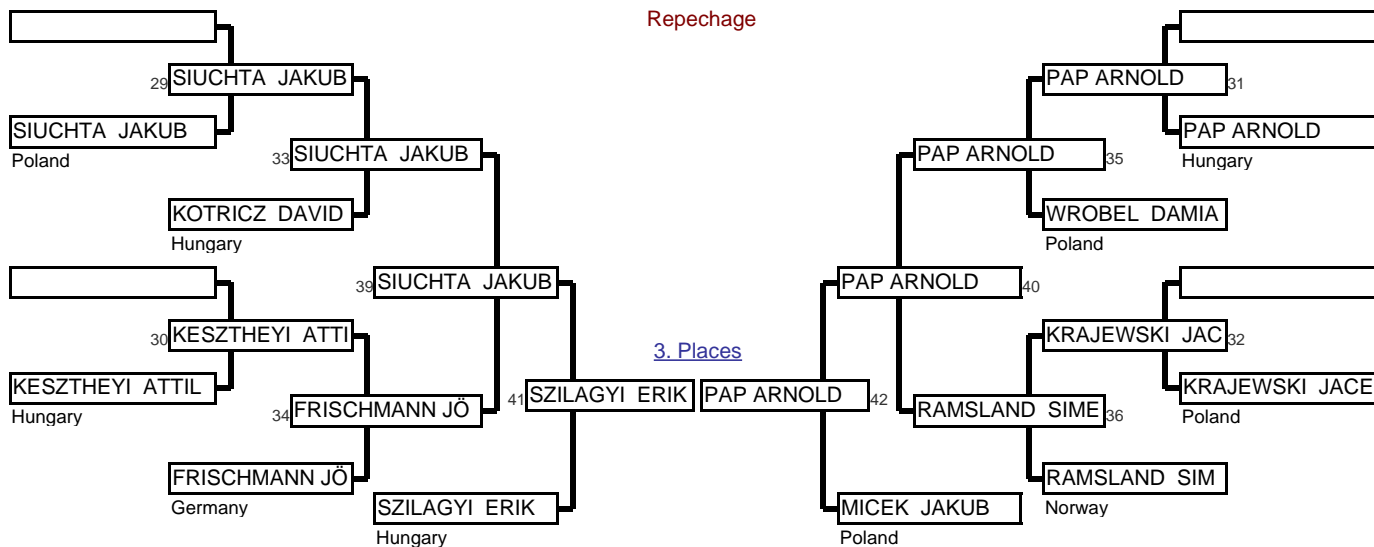 Repechage
29 SIUCHTA JAKUB
PAP ARNOLD 31
SIUCHTA JAKUB
Poland
PAP ARNOLD
Hungary
33 SIUCHTA JAKUB
PAP ARNOLD 35
KOTRICZ DAVID
Hungary
WROBEL DAMIA
Poland
39 SIUCHTA JAKUB
PAP ARNOLD 40
30 KESZTHEYI ATTI
KRAJEWSKI JAC 32
3. Places
KESZTHEYI ATTIL
Hungary
KRAJEWSKI JACE
Poland
41 SZILAGYI ERIK
PAP ARNOLD 42
34 FRISCHMANN JÖ
RAMSLAND SIME 36
FRISCHMANN JÖ
Germany
RAMSLAND SIM
Norway
SZILAGYI ERIK
Hungary
MICEK JAKUB
Poland